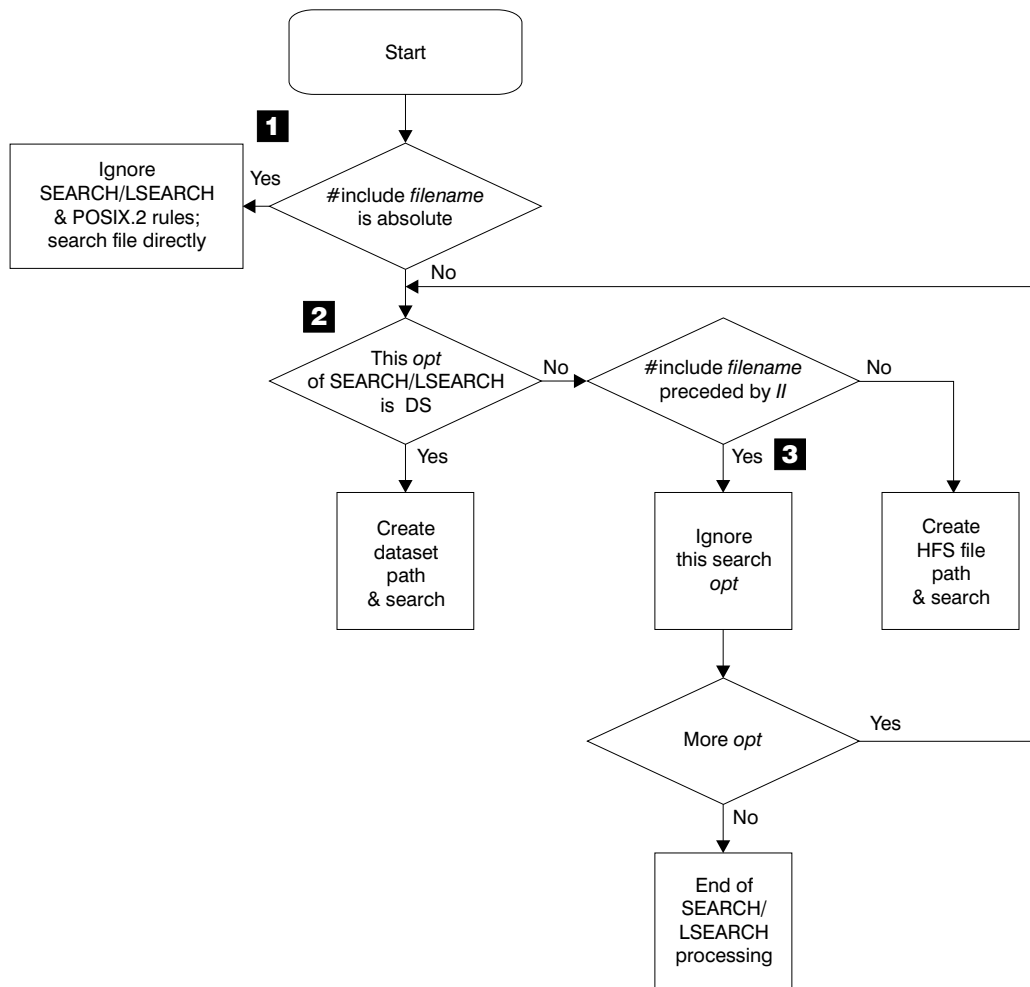 Start
1
Ignore
SEARCH/LSEARCH
& POSIX.2 rules;
search file directly
Yes
#include filename
is absolute
No
2
This opt
of SEARCH/LSEARCH
is DS
No
#include filename
preceded by //
No
Yes
Yes
3
Create
dataset
path
& search
Ignore
this search
opt
Create
HFS file
path
& search
More opt
Yes
No
End of
SEARCH/
LSEARCH
processing